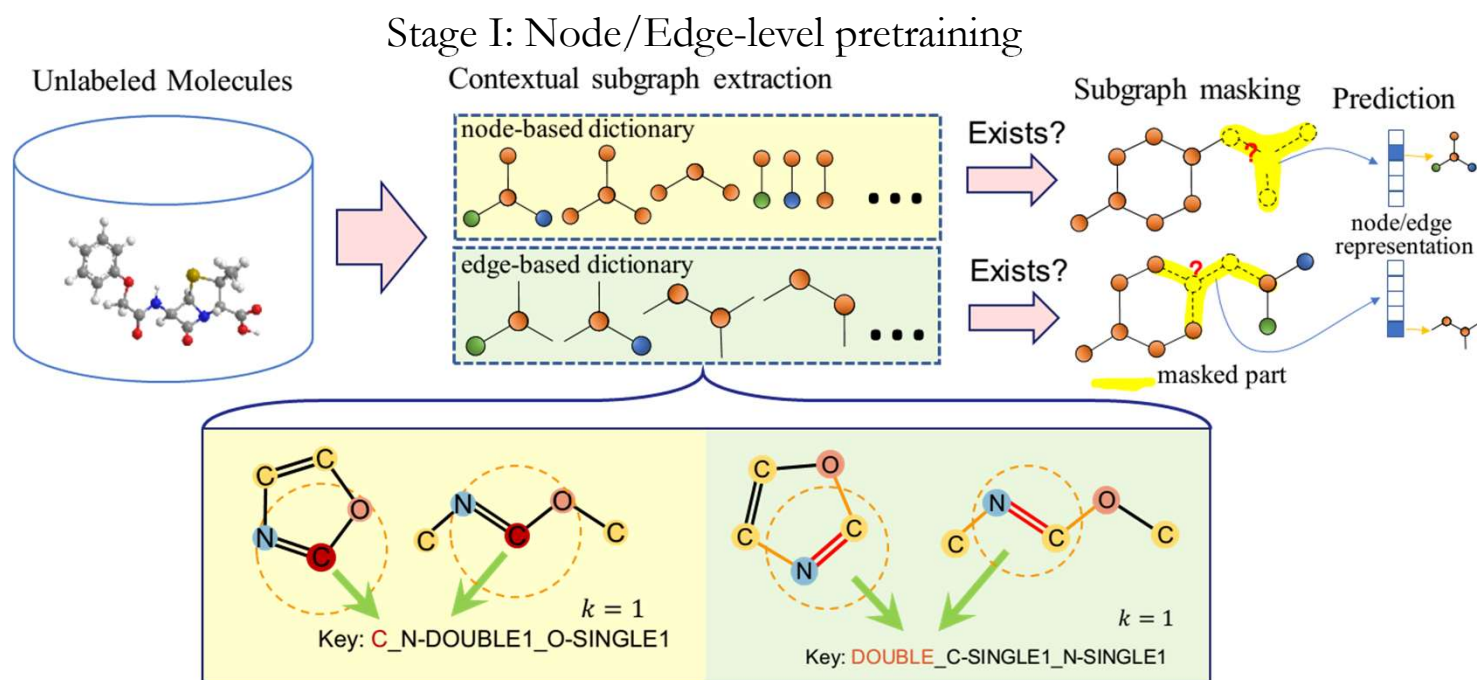 Stage I: Node/Edge-level pretraining
Unlabeled Molecules
Contextual subgraph extraction
Subgraph masking
Prediction
node-based dictionary
Exists?
?
node/edge
representation
edge-based dictionary
Exists?
?
masked part
C C O N C
N C O C C
k = 1
Key: C_N-DOUBLE1_O-SINGLE1
C O C C N
N C O C C
k = 1
Key: DOUBLE_C-SINGLE1_N-SINGLE1